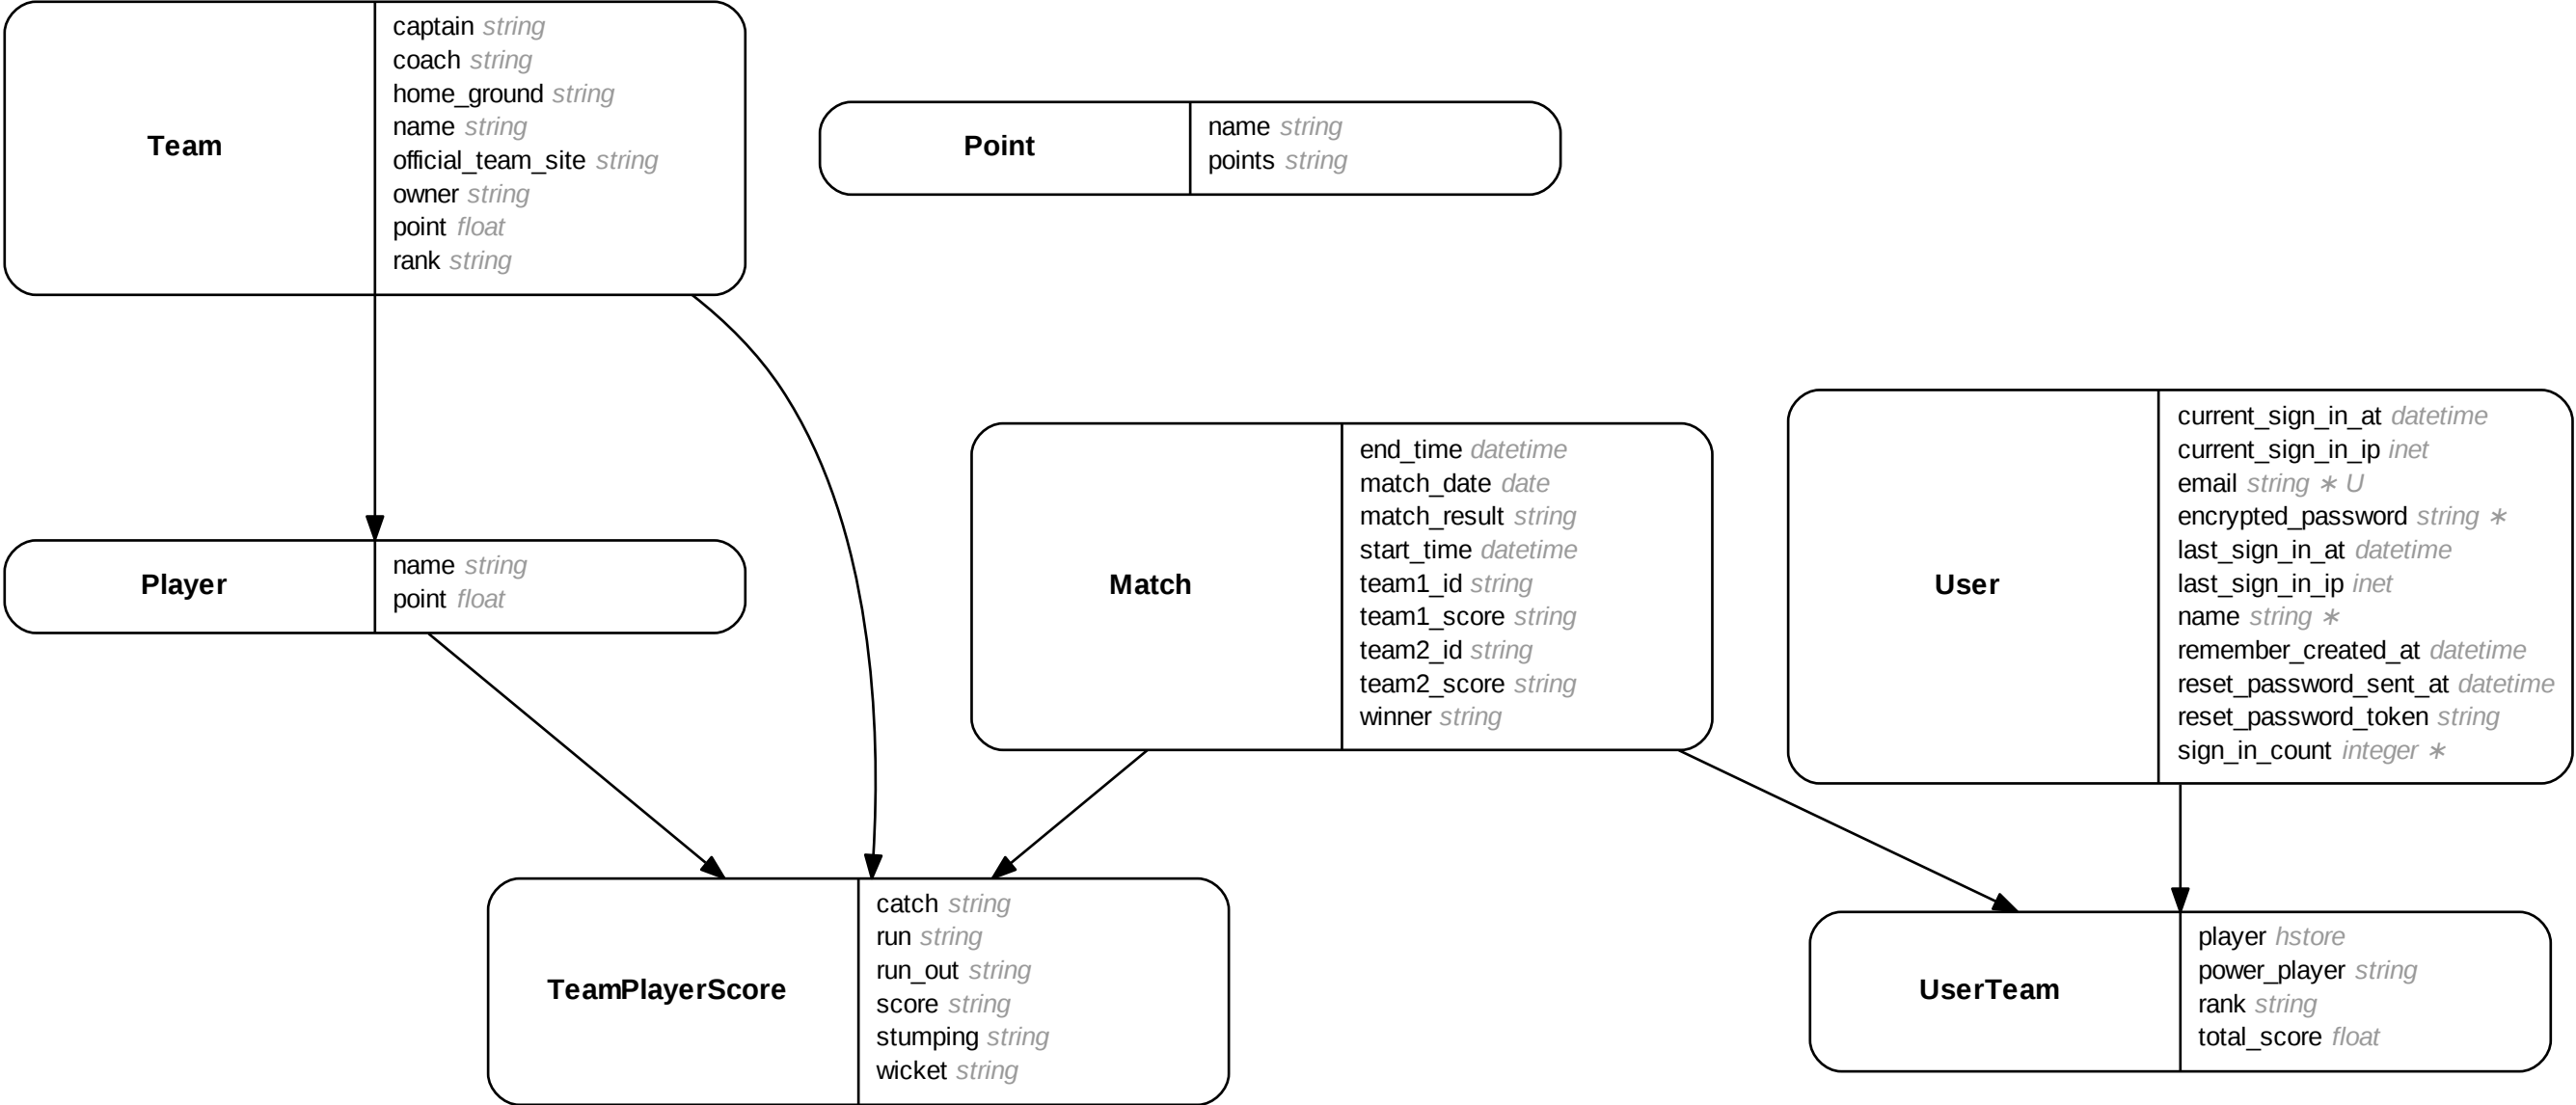 Team
captain string
coach string
home_ground string
name string
official_team_site string
owner string
point float
rank string
Point
name string
points string
Player
name string
point float
Match
end_time datetime
match_date date
match_result string
start_time datetime
team1_id string
team1_score string
team2_id string
team2_score string
winner string
User
current_sign_in_at datetime
current_sign_in_ip inet
email string ∗ U
encrypted_password string ∗
last_sign_in_at datetime
last_sign_in_ip inet
name string ∗
remember_created_at datetime
reset_password_sent_at datetime
reset_password_token string
sign_in_count integer ∗
TeamPlayerScore
catch string
run string
run_out string
score string
stumping string
wicket string
UserTeam
player hstore
power_player string
rank string
total_score float